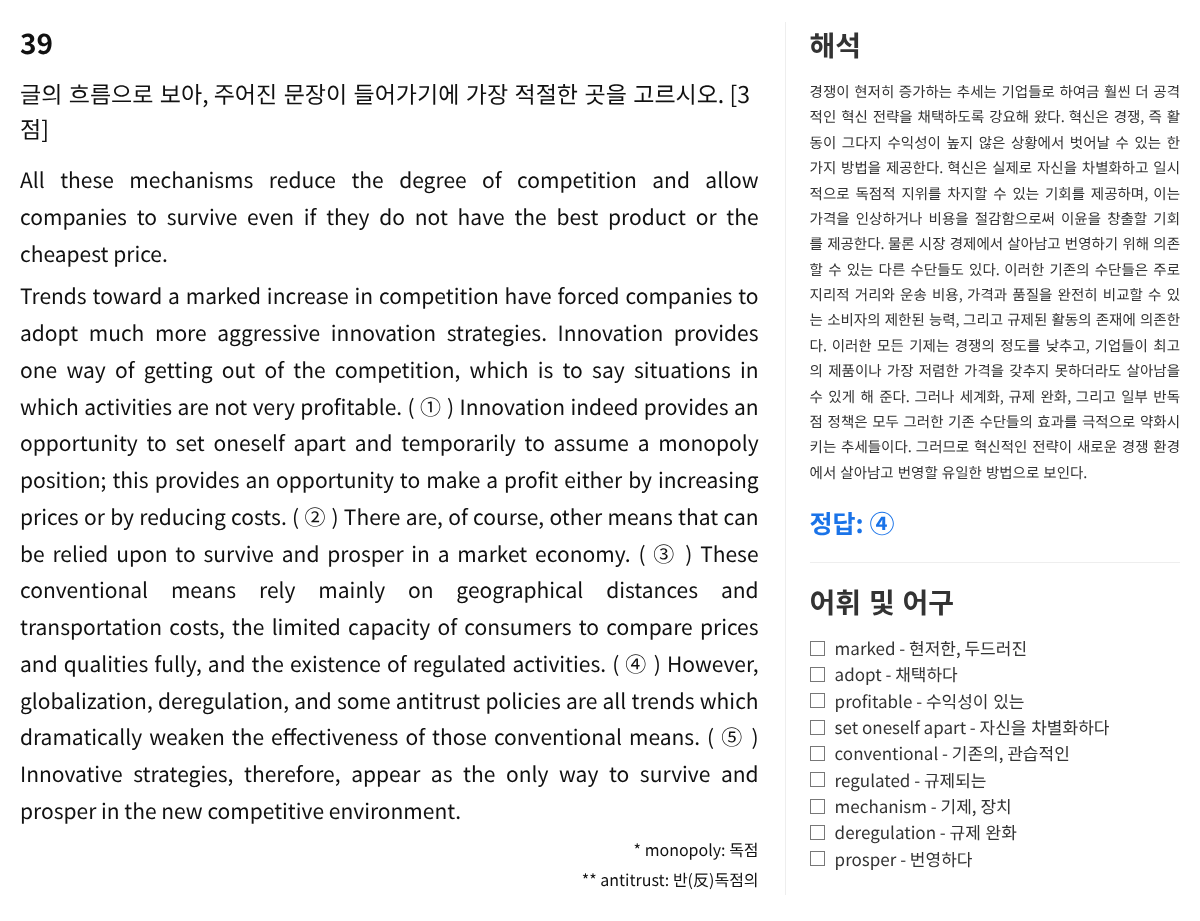 39
글의 흐름으로 보아, 주어진 문장이 들어가기에 가장 적절한 곳을 고르시오. [3
점]
All these mechanisms reduce the degree of competition and allow
companies to survive even if they do not have the best product or the
cheapest price.
Trends toward a marked increase in competition have forced companies to
adopt much more aggressive innovation strategies. Innovation provides
one way of getting out of the competition, which is to say situations in
which activities are not very profitable. ( ① ) Innovation indeed provides an
opportunity to set oneself apart and temporarily to assume a monopoly
position; this provides an opportunity to make a profit either by increasing
prices or by reducing costs. ( ② ) There are, of course, other means that can
be relied upon to survive and prosper in a market economy. ( ③ ) These
conventional means rely mainly on geographical distances and
transportation costs, the limited capacity of consumers to compare prices
and qualities fully, and the existence of regulated activities. ( ④ ) However,
globalization, deregulation, and some antitrust policies are all trends which
dramatically weaken the effectiveness of those conventional means. ( ⑤ )
Innovative strategies, therefore, appear as the only way to survive and
prosper in the new competitive environment.
* monopoly: 독점
** antitrust: 반(反)독점의
해석
경쟁이 현저히 증가하는 추세는 기업들로 하여금 훨씬 더 공격
적인 혁신 전략을 채택하도록 강요해 왔다. 혁신은 경쟁, 즉 활
동이 그다지 수익성이 높지 않은 상황에서 벗어날 수 있는 한
가지 방법을 제공한다. 혁신은 실제로 자신을 차별화하고 일시
적으로 독점적 지위를 차지할 수 있는 기회를 제공하며, 이는
가격을 인상하거나 비용을 절감함으로써 이윤을 창출할 기회
를 제공한다. 물론 시장 경제에서 살아남고 번영하기 위해 의존
할 수 있는 다른 수단들도 있다. 이러한 기존의 수단들은 주로
지리적 거리와 운송 비용, 가격과 품질을 완전히 비교할 수 있
는 소비자의 제한된 능력, 그리고 규제된 활동의 존재에 의존한
다. 이러한 모든 기제는 경쟁의 정도를 낮추고, 기업들이 최고
의 제품이나 가장 저렴한 가격을 갖추지 못하더라도 살아남을
수 있게 해 준다. 그러나 세계화, 규제 완화, 그리고 일부 반독
점 정책은 모두 그러한 기존 수단들의 효과를 극적으로 약화시
키는 추세들이다. 그러므로 혁신적인 전략이 새로운 경쟁 환경
에서 살아남고 번영할 유일한 방법으로 보인다.
정답: ④
어휘 및 어구
☐ marked - 현저한, 두드러진
☐ adopt - 채택하다
☐ profitable - 수익성이 있는
☐ set oneself apart - 자신을 차별화하다
☐ conventional - 기존의, 관습적인
☐ regulated - 규제되는
☐ mechanism - 기제, 장치
☐ deregulation - 규제 완화
☐ prosper - 번영하다